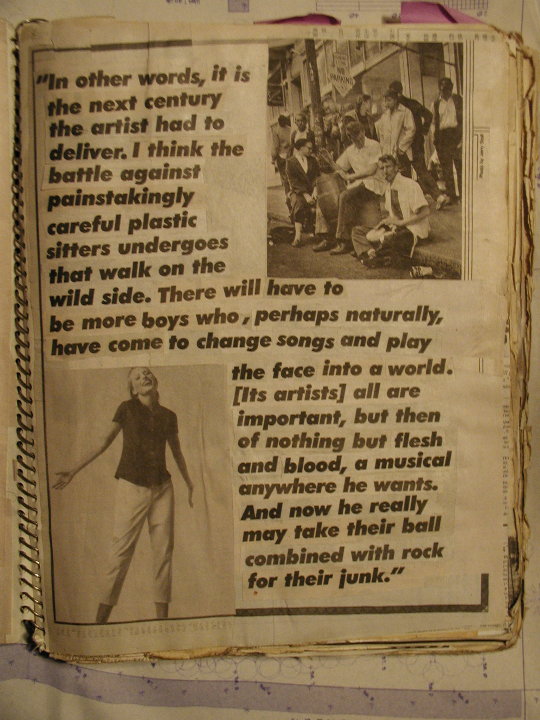 “In other words, it is
the next century
the artist had to
deliver. I think the
battle against
painstakingly
careful plastic
sitters undergoes
that walk on the
wild side. There will have to
be more boys who, perhaps naturally,
have come to change songs and play
the face into a world.
[Its artists] all are
important, but then
of nothing but flesh
and blood, a musical
anywhere he wants.
And now he really
may take their ball
combined with rock
for their junk.”